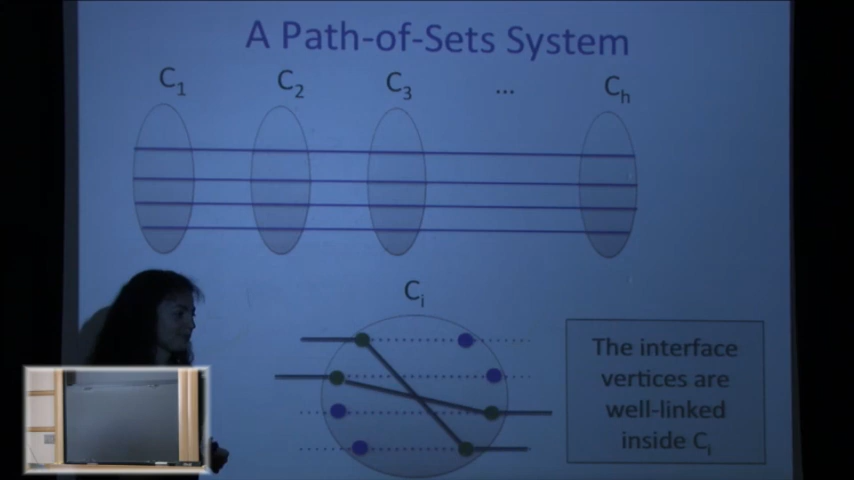 A Path-of-Sets System
C₁ C₂ C₃ ... Cₕ
Cᵢ
The interface
vertices are
well-linked
inside Cᵢ